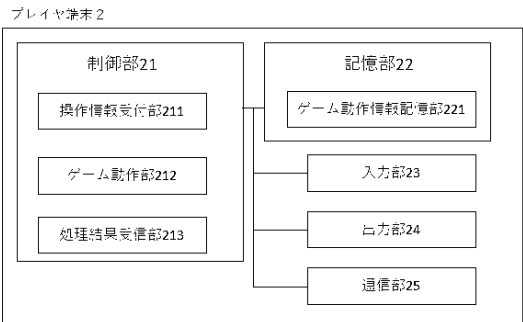 プレイヤ端末２
制御部21
操作情報受付部211
ゲーム動作部212
処理結果受信部213
記憶部22
ゲーム動作情報記憶部221
入力部23
出力部24
通信部25